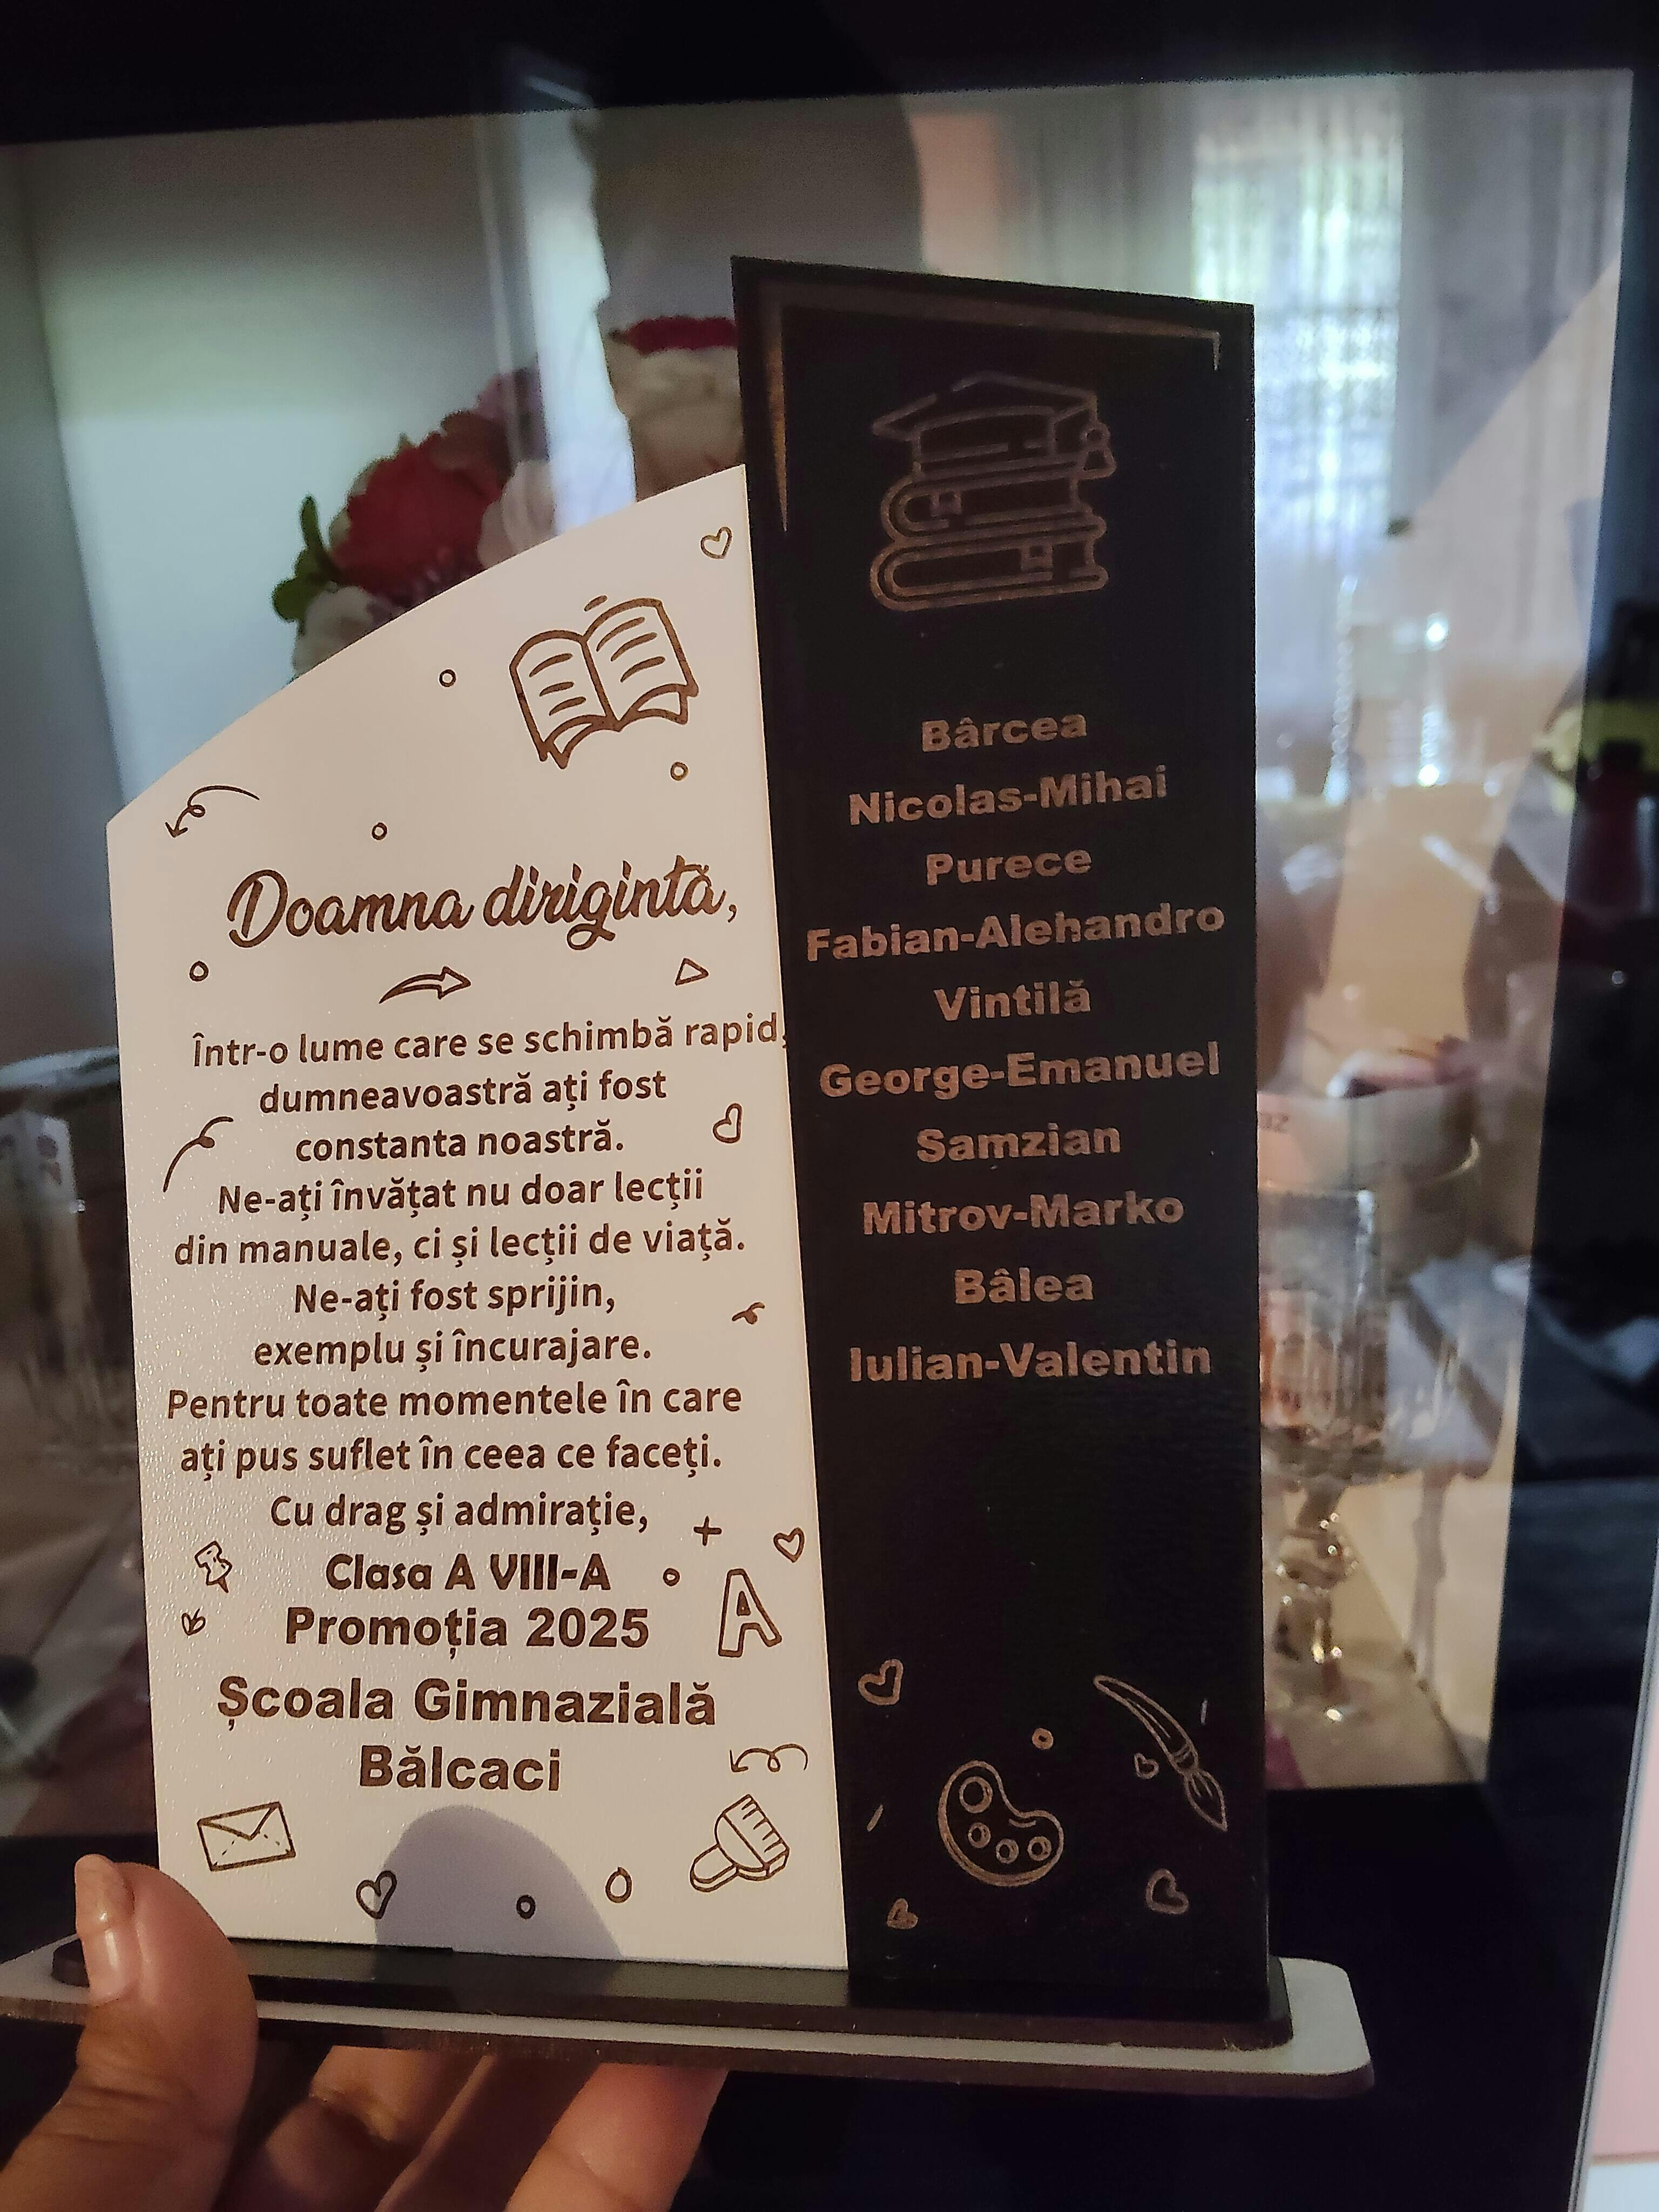 Doamna dirigintă,
Într-o lume care se schimbă rapid,
dumneavoastră ați fost
constanta noastră.
Ne-ați învățat nu doar lecții
din manuale, ci și lecții de viață.
Ne-ați fost sprijin,
exemplu și încurajare.
Pentru toate momentele în care
ați pus suflet în ceea ce faceți.
Cu drag și admirație,
Clasa A VIII-A
Promoția 2025
A
Școala Gimnazială
Bălcaci
Bârcea
Nicolas-Mihai
Purece
Fabian-Alehandro
Vintilă
George-Emanuel
Samzian
Mitrov-Marko
Bâlea
Iulian-Valentin